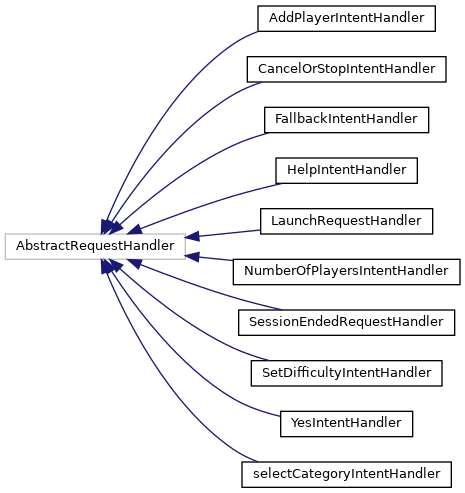 AddPlayerIntentHandler
CancelOrStopIntentHandler
FallbackIntentHandler
HelpIntentHandler
LaunchRequestHandler
AbstractRequestHandler
NumberOfPlayersIntentHandler
SessionEndedRequestHandler
SetDifficultyIntentHandler
YesIntentHandler
selectCategoryIntentHandler